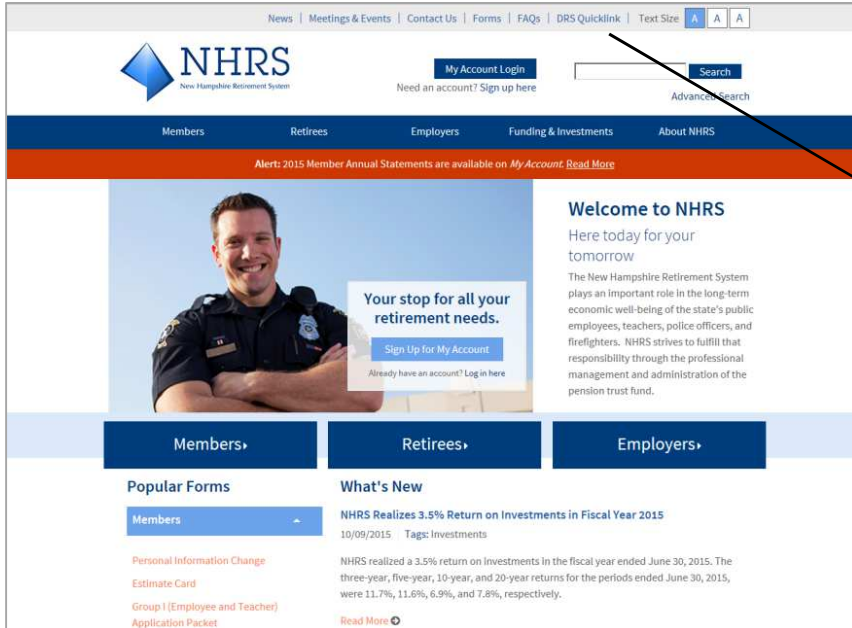 News | Meetings & Events | Contact Us | Forms | FAQs | DRS Quicklink | Text Size A A A
NHRS
New Hampshire Retirement System
My Account Login
Need an account? Sign up here
Search
Advanced Search
Members Retirees Employers Funding & Investments About NHRS
Alert: 2015 Member Annual Statements are available on My Account. Read More
Your stop for all your
retirement needs.
Sign Up for My Account
Already have an account? Log in here
Welcome to NHRS
Here today for your
tomorrow
The New Hampshire Retirement System
plays an important role in the long-term
economic well-being of the state's public
employees, teachers, police officers, and
firefighters. NHRS strives to fulfill that
responsibility through the professional
management and administration of the
pension trust fund.
Members
Retirees
Employers
Popular Forms
Members
Personal Information Change
Estimate Card
Group I (Employee and Teacher)
Application Packet
What's New
NHRS Realizes 3.5% Return on Investments in Fiscal Year 2015
10/09/2015 Tags: Investments
NHRS realized a 3.5% return on investments in the fiscal year ended June 30, 2015. The
three-year, five-year, 10-year, and 20-year returns for the periods ended June 30, 2015,
were 11.7%, 11.6%, 6.9%, and 7.8%, respectively.
Read More